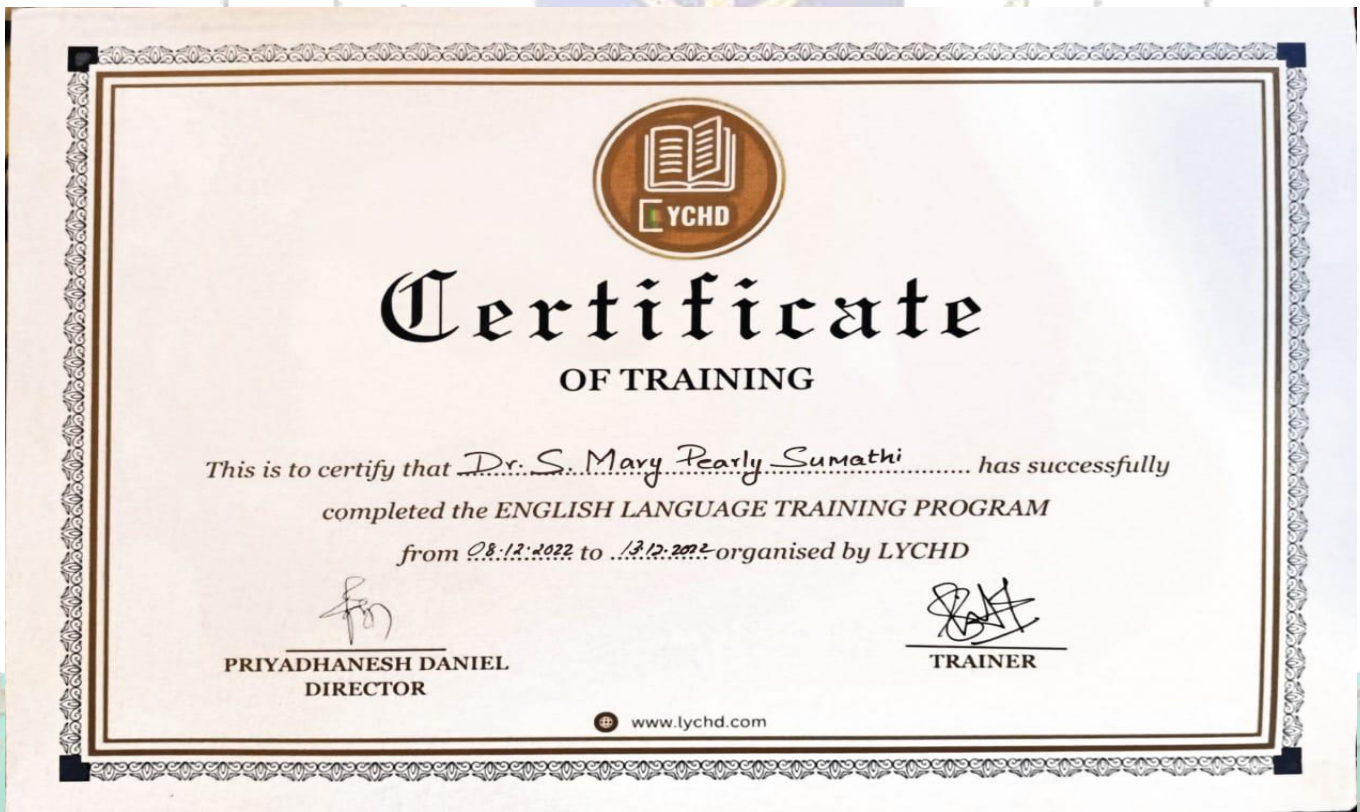 LYCHD
Certificate
OF TRAINING
This is to certify that Dr. S. Mary Pearly Sumathi has successfully
completed the ENGLISH LANGUAGE TRAINING PROGRAM
from 08.12.2022 to 13.12.2022 organised by LYCHD
PRIYADHANESH DANIEL
DIRECTOR
TRAINER
www.lychd.com